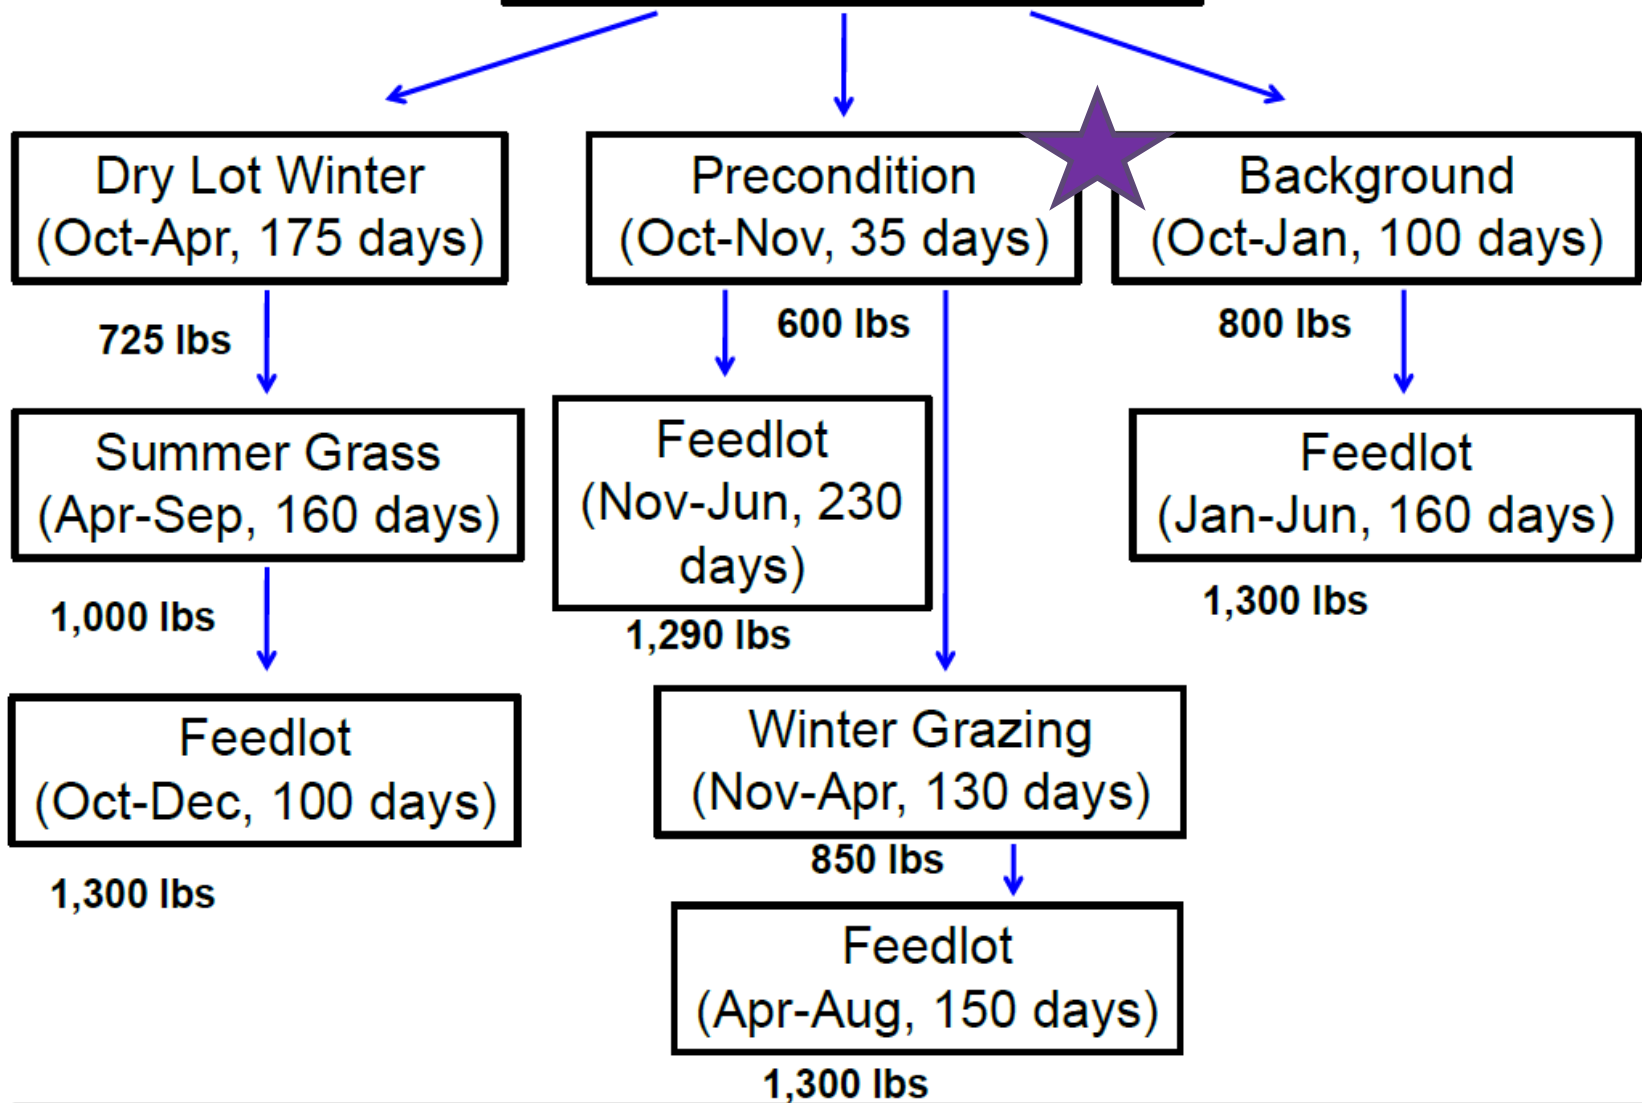 Dry Lot Winter
(Oct-Apr, 175 days)
725 lbs
Summer Grass
(Apr-Sep, 160 days)
1,000 lbs
Feedlot
(Oct-Dec, 100 days)
1,300 lbs
Precondition
(Oct-Nov, 35 days)
600 lbs
Feedlot
(Nov-Jun, 230
days)
1,290 lbs
Winter Grazing
(Nov-Apr, 130 days)
850 lbs
Feedlot
(Apr-Aug, 150 days)
1,300 lbs
Background
(Oct-Jan, 100 days)
800 lbs
Feedlot
(Jan-Jun, 160 days)
1,300 lbs